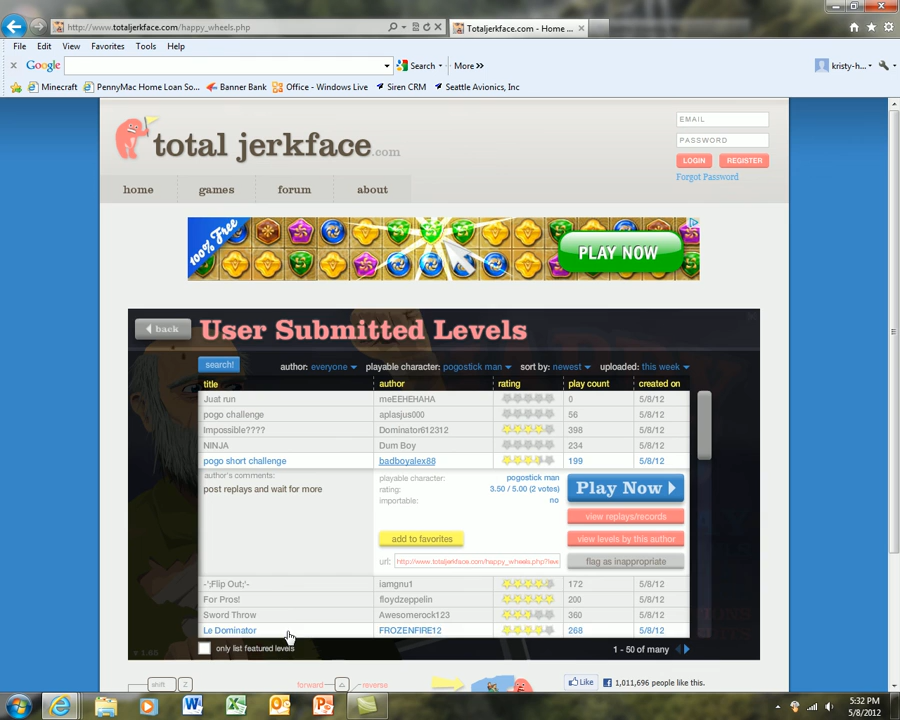 http://www.totaljerkface.com/happy_wheels.php
Totaljerkface.com - Home ...
File Edit View Favorites Tools Help
Google Search More >> kristy-h...
Minecraft PennyMac Home Loan So... Banner Bank Office - Windows Live Siren CRM Seattle Avionics, Inc
total jerkface.com
EMAIL
PASSWORD
LOGIN REGISTER
Forgot Password
home games forum about
100% Free
PLAY NOW
back User Submitted Levels
search! author: everyone playable character: pogostick man sort by: newest uploaded: this week
title author rating play count created on
Juat run meEEHEHAHA 0 5/8/12
pogo challenge aplasjus000 56 5/8/12
Impossible???? Dominator612312 398 5/8/12
NINJA Dum Boy 234 5/8/12
pogo short challenge badboyalex88 199 5/8/12
author's comments:
post replays and wait for more
playable character: pogostick man
rating: 3.50 / 5.00 (2 votes)
importable: no
Play Now
view replays/records
add to favorites view levels by this author
url: http://www.totaljerkface.com/happy_wheels.php?leve flag as inappropriate
-';Flip Out;'- iamgnu1 172 5/8/12
For Pros! floydzeppelin 200 5/8/12
Sword Throw Awesomerock123 360 5/8/12
Le Dominator FROZENFIRE12 268 5/8/12
only list featured levels 1 - 50 of many
v 1.65
shift Z forward reverse
Like 1,011,696 people like this.
5:32 PM
5/8/2012